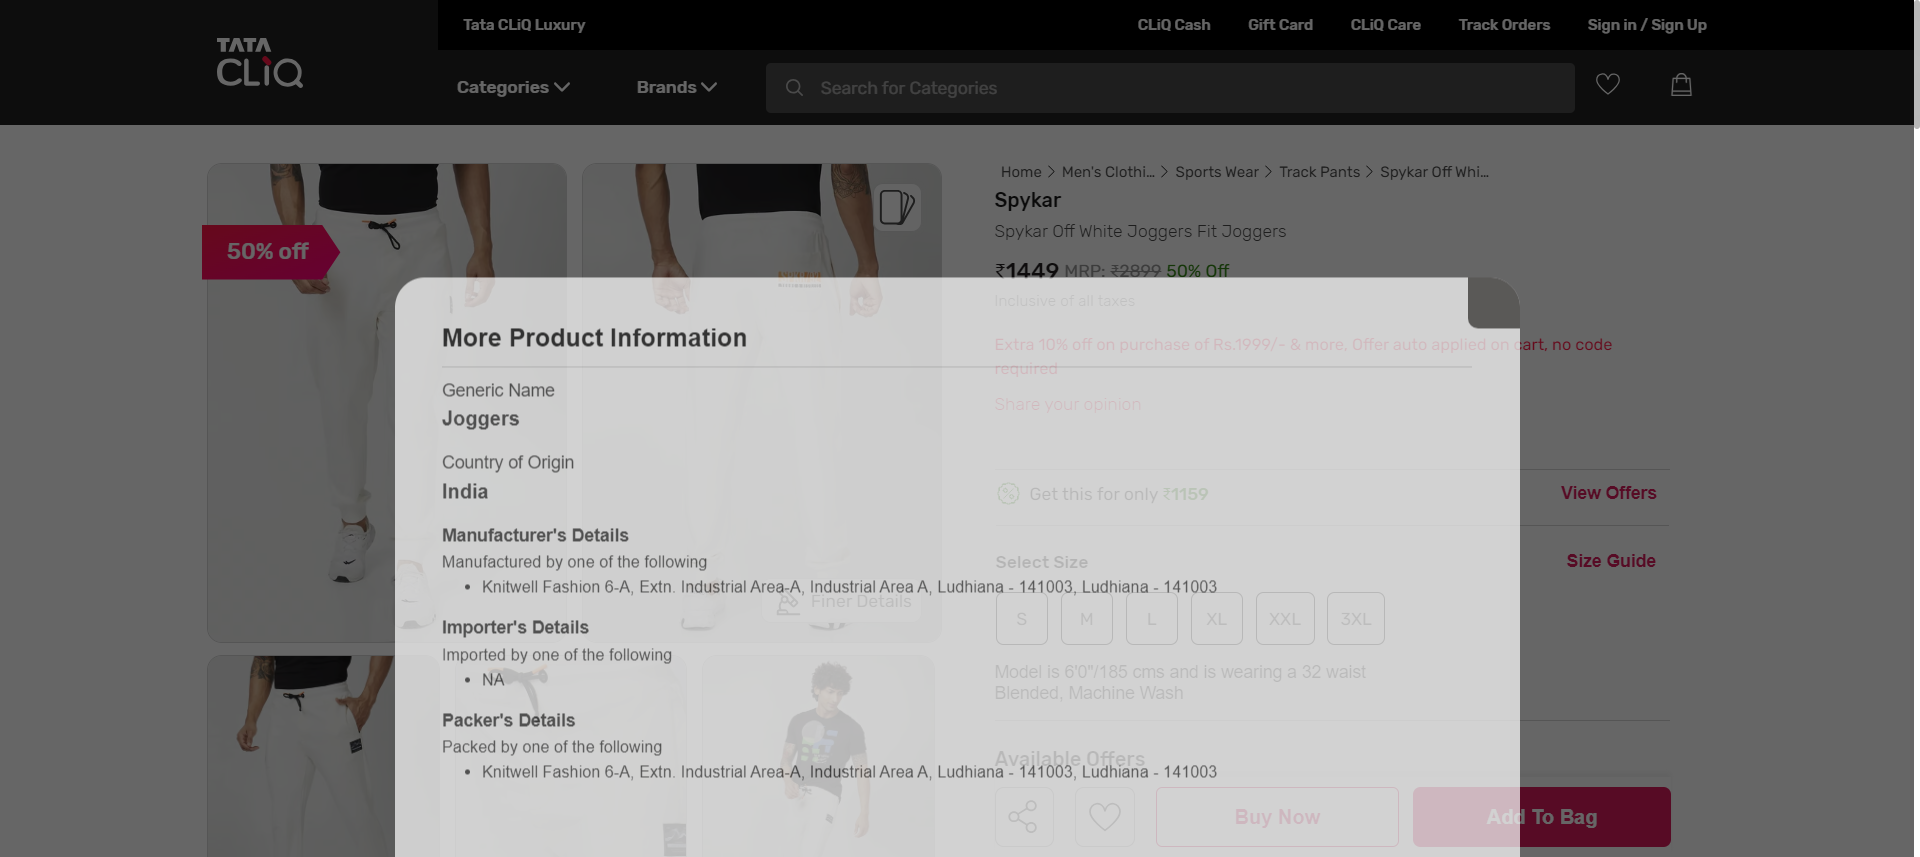 Tata CLiQ Luxury
CLiQ Cash
Gift Card
CLiQ Care
Track Orders
Sign in / Sign Up
TATA
CLiQ
Categories
Brands
Search for Categories
Home > Men's Clothi... > Sports Wear > Track Pants > Spykar Off Whi...
Spykar
Spykar Off White Joggers Fit Joggers
50% off
₹1449 MRP: ₹2899 50% Off
Inclusive of all taxes
Extra 10% off on purchase of Rs.1999/- & more. Offer auto applied on cart, no code
required
Share your opinion
Get this for only ₹1159
View Offers
Select Size
Size Guide
S
M
L
XL
XXL
3XL
Model is 6'0"/185 cms and is wearing a 32 waist
Blended, Machine Wash
Available Offers
Buy Now
Add To Bag
Finer Details
More Product Information
Generic Name
Joggers
Country of Origin
India
Manufacturer's Details
Manufactured by one of the following
• Knitwell Fashion 6-A, Extn. Industrial Area-A, Industrial Area A, Ludhiana - 141003, Ludhiana - 141003
Importer's Details
Imported by one of the following
• NA
Packer's Details
Packed by one of the following
• Knitwell Fashion 6-A, Extn. Industrial Area-A, Industrial Area A, Ludhiana - 141003, Ludhiana - 141003